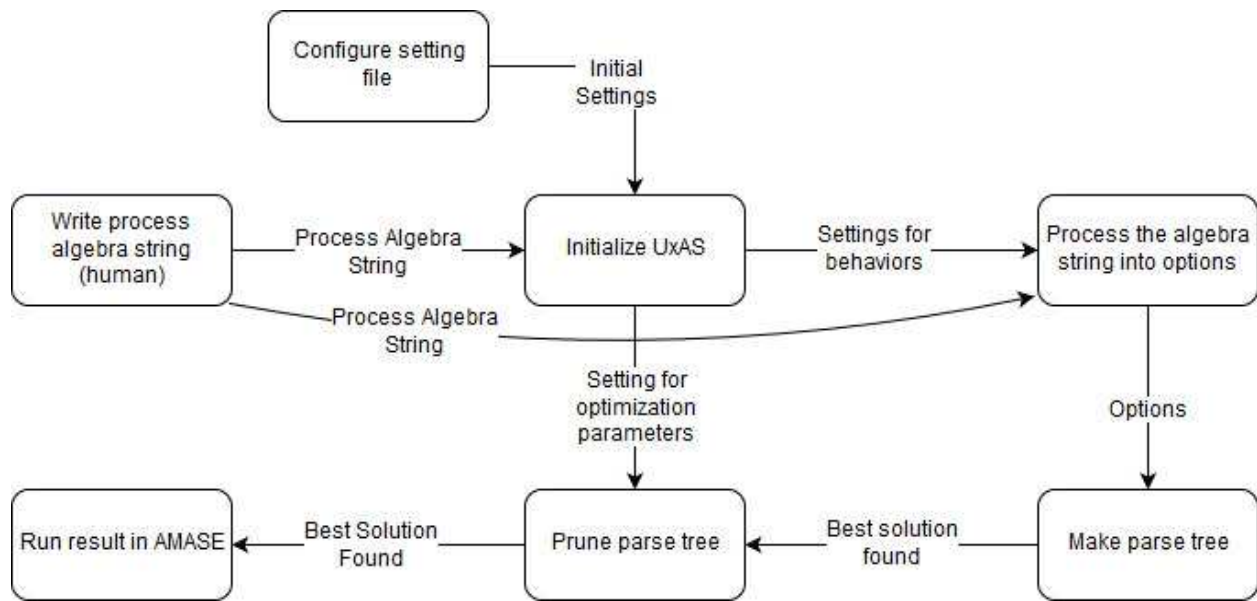 Configure setting
file
Initial
Settings
Write process
algebra string
(human)
Process Algebra
String
Initialize UxAS
Settings for
behaviors
Process the algebra
string into options
Process Algebra
String
Setting for
optimization
parameters
Options
Run result in AMASE
Best Solution
Found
Prune parse tree
Best solution
found
Make parse tree